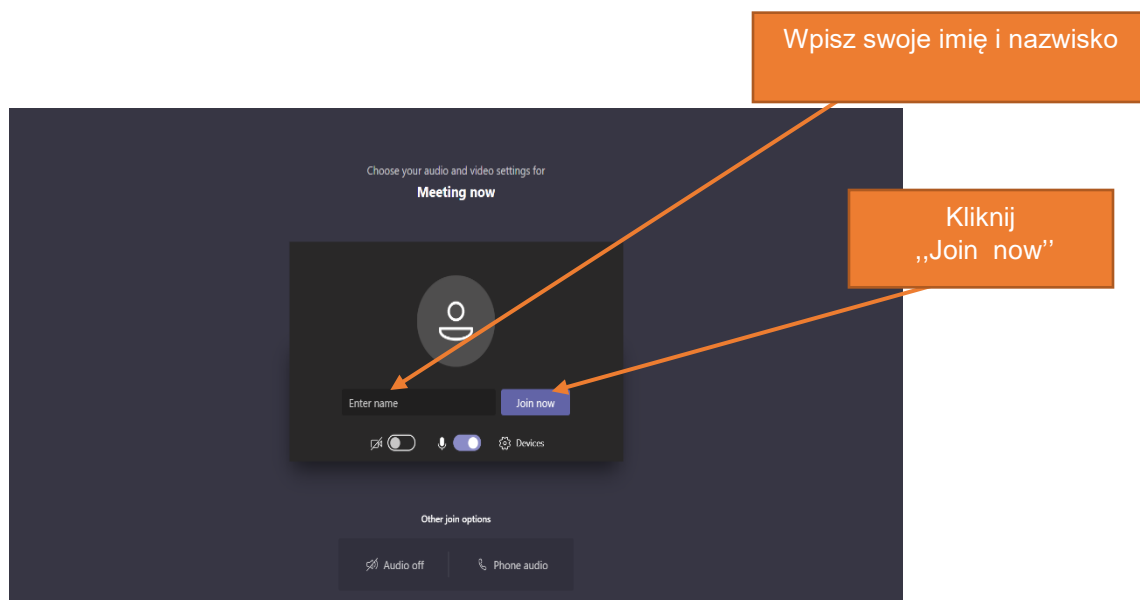 Wpisz swoje imię i nazwisko
Choose your audio and video settings for
Meeting now
Kliknij
,,Join now’’
Enter name
Join now
Devices
Other join options
Audio off
Phone audio